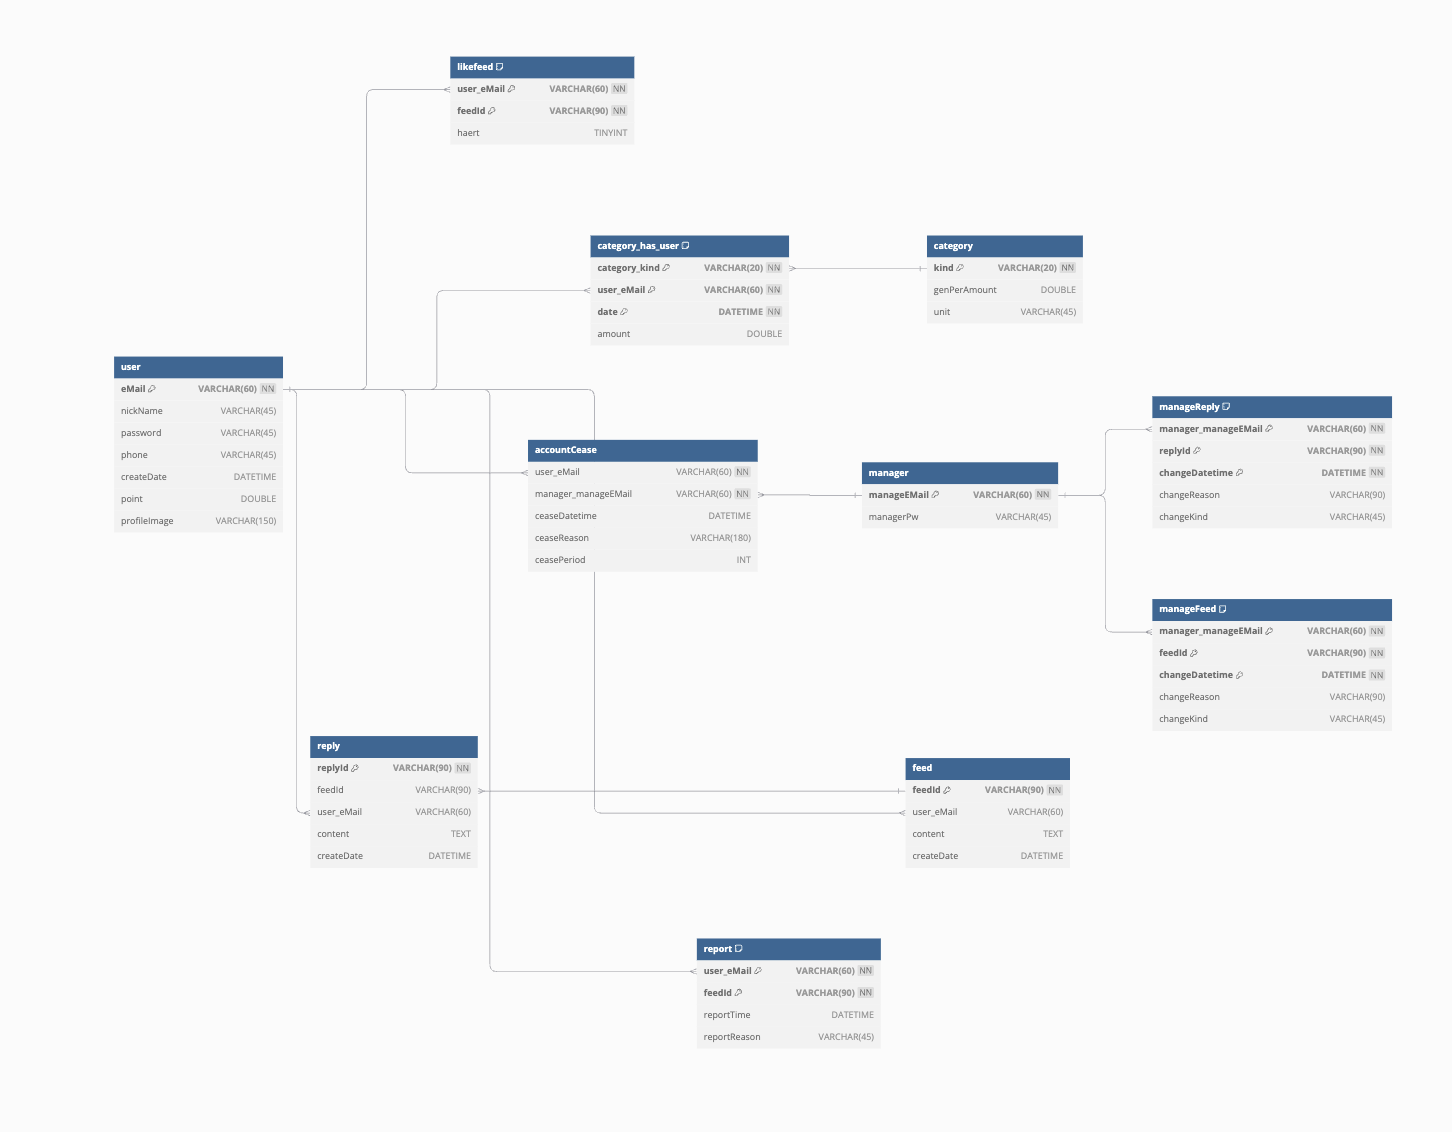 likefeed
user_eMail VARCHAR(60) NN
feedId VARCHAR(90) NN
haert TINYINT
category_has_user
category_kind VARCHAR(20) NN
user_eMail VARCHAR(60) NN
date DATETIME NN
amount DOUBLE
category
kind VARCHAR(20) NN
genPerAmount DOUBLE
unit VARCHAR(45)
user
eMail VARCHAR(60) NN
nickName VARCHAR(45)
password VARCHAR(45)
phone VARCHAR(45)
createDate DATETIME
point DOUBLE
profileImage VARCHAR(150)
accountCease
user_eMail VARCHAR(60) NN
manager_manageEMail VARCHAR(60) NN
ceaseDatetime DATETIME
ceaseReason VARCHAR(180)
ceasePeriod INT
manager
manageEMail VARCHAR(60) NN
managerPw VARCHAR(45)
manageReply
manager_manageEMail VARCHAR(60) NN
replyId VARCHAR(90) NN
changeDatetime DATETIME NN
changeReason VARCHAR(90)
changeKind VARCHAR(45)
manageFeed
manager_manageEMail VARCHAR(60) NN
feedId VARCHAR(90) NN
changeDatetime DATETIME NN
changeReason VARCHAR(90)
changeKind VARCHAR(45)
reply
replyId VARCHAR(90) NN
feedId VARCHAR(90)
user_eMail VARCHAR(60)
content TEXT
createDate DATETIME
feed
feedId VARCHAR(90) NN
user_eMail VARCHAR(60)
content TEXT
createDate DATETIME
report
user_eMail VARCHAR(60) NN
feedId VARCHAR(90) NN
reportTime DATETIME
reportReason VARCHAR(45)